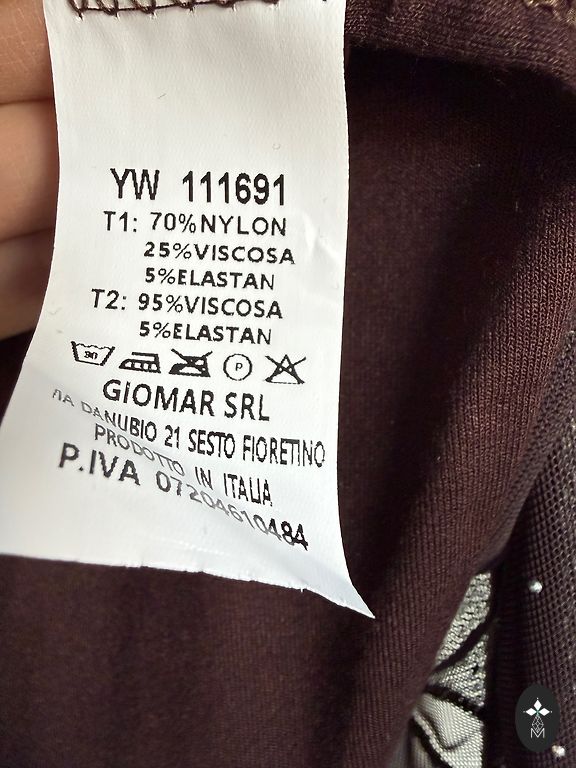 YW 111691
T1: 70%NYLON
25%VISCOSA
5%ELASTAN
T2: 95%VISCOSA
5%ELASTAN
30 P
GIOMAR SRL
DANUBIO 21 SESTO FIORETINO
PRODOTTO IN ITALIA
P.IVA 07204610484